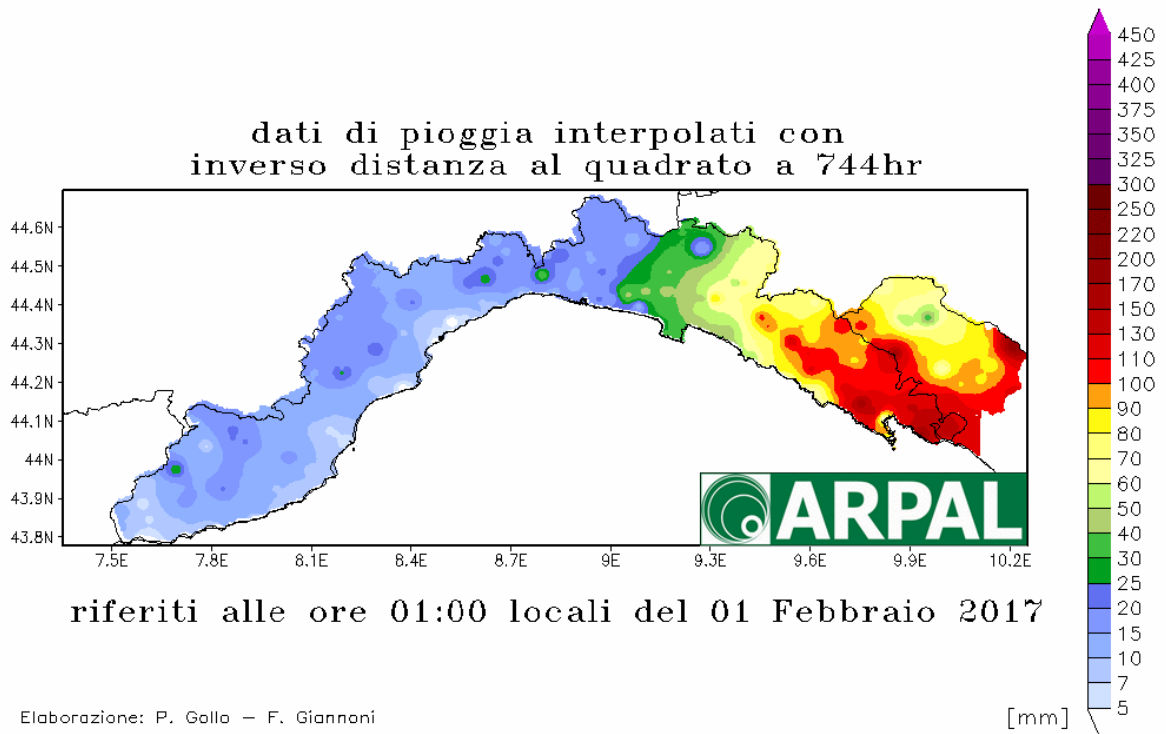 dati di pioggia interpolati con
inverso distanza al quadrato a 744hr
44.6N
44.5N
44.4N
44.3N
44.2N
44.1N
44N
43.9N
43.8N
7.5E 7.8E 8.1E 8.4E 8.7E 9E 9.3E 9.6E 9.9E 10.2E
ARPAL
riferiti alle ore 01:00 locali del 01 Febbraio 2017
Elaborazione: P. Gollo – F. Giannoni
[mm]
450
425
400
375
350
325
300
250
220
200
170
150
130
110
100
90
80
70
60
50
40
30
25
20
15
10
7
5